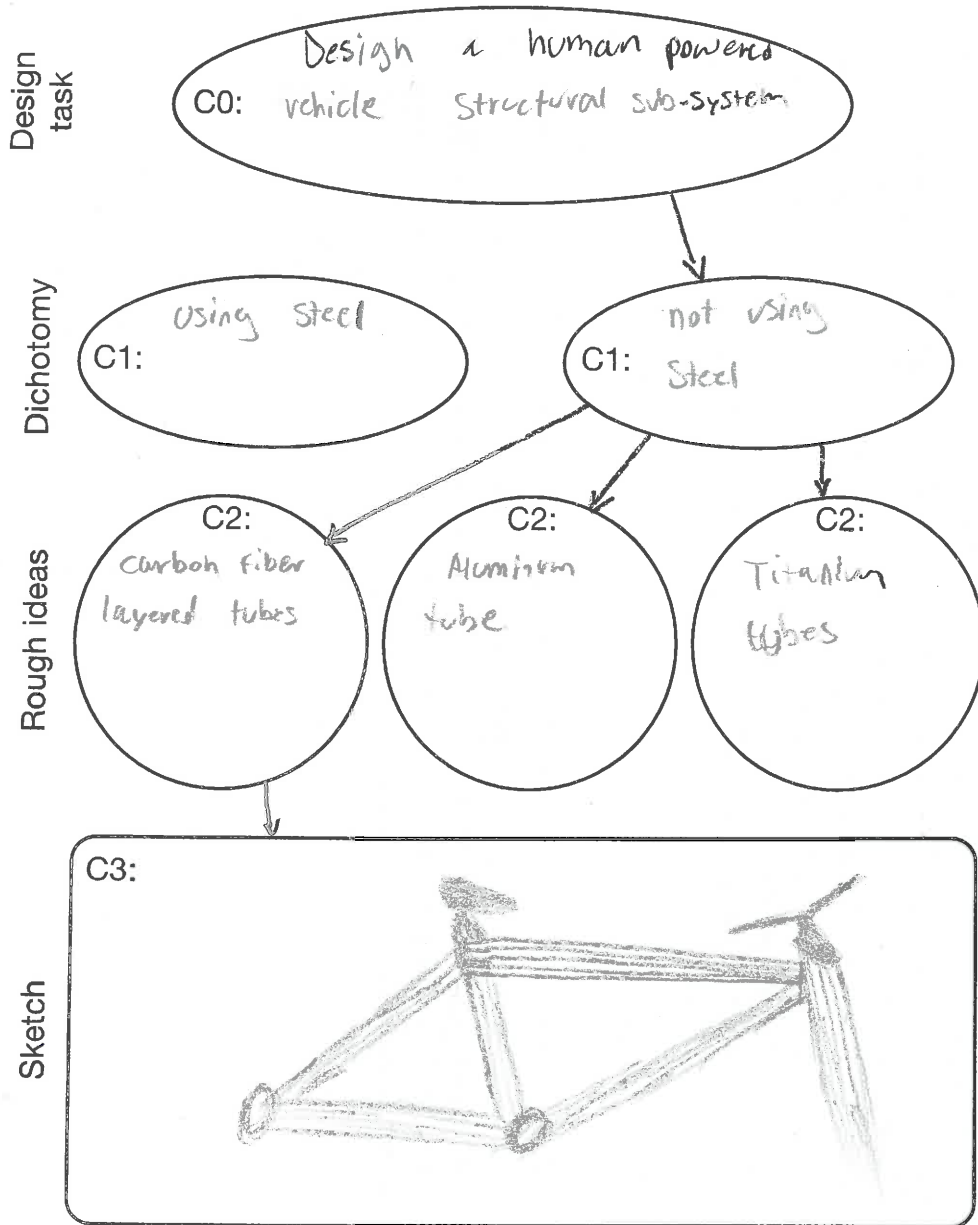 Design task
C0: Design a human powered
vehicle structural sub-system
Dichotomy
C1: using steel
C1: not using
steel
Rough ideas
C2:
carbon fiber
layered tubes
C2:
Aluminum
tube
C2:
Titanium
tubes
Sketch
C3: